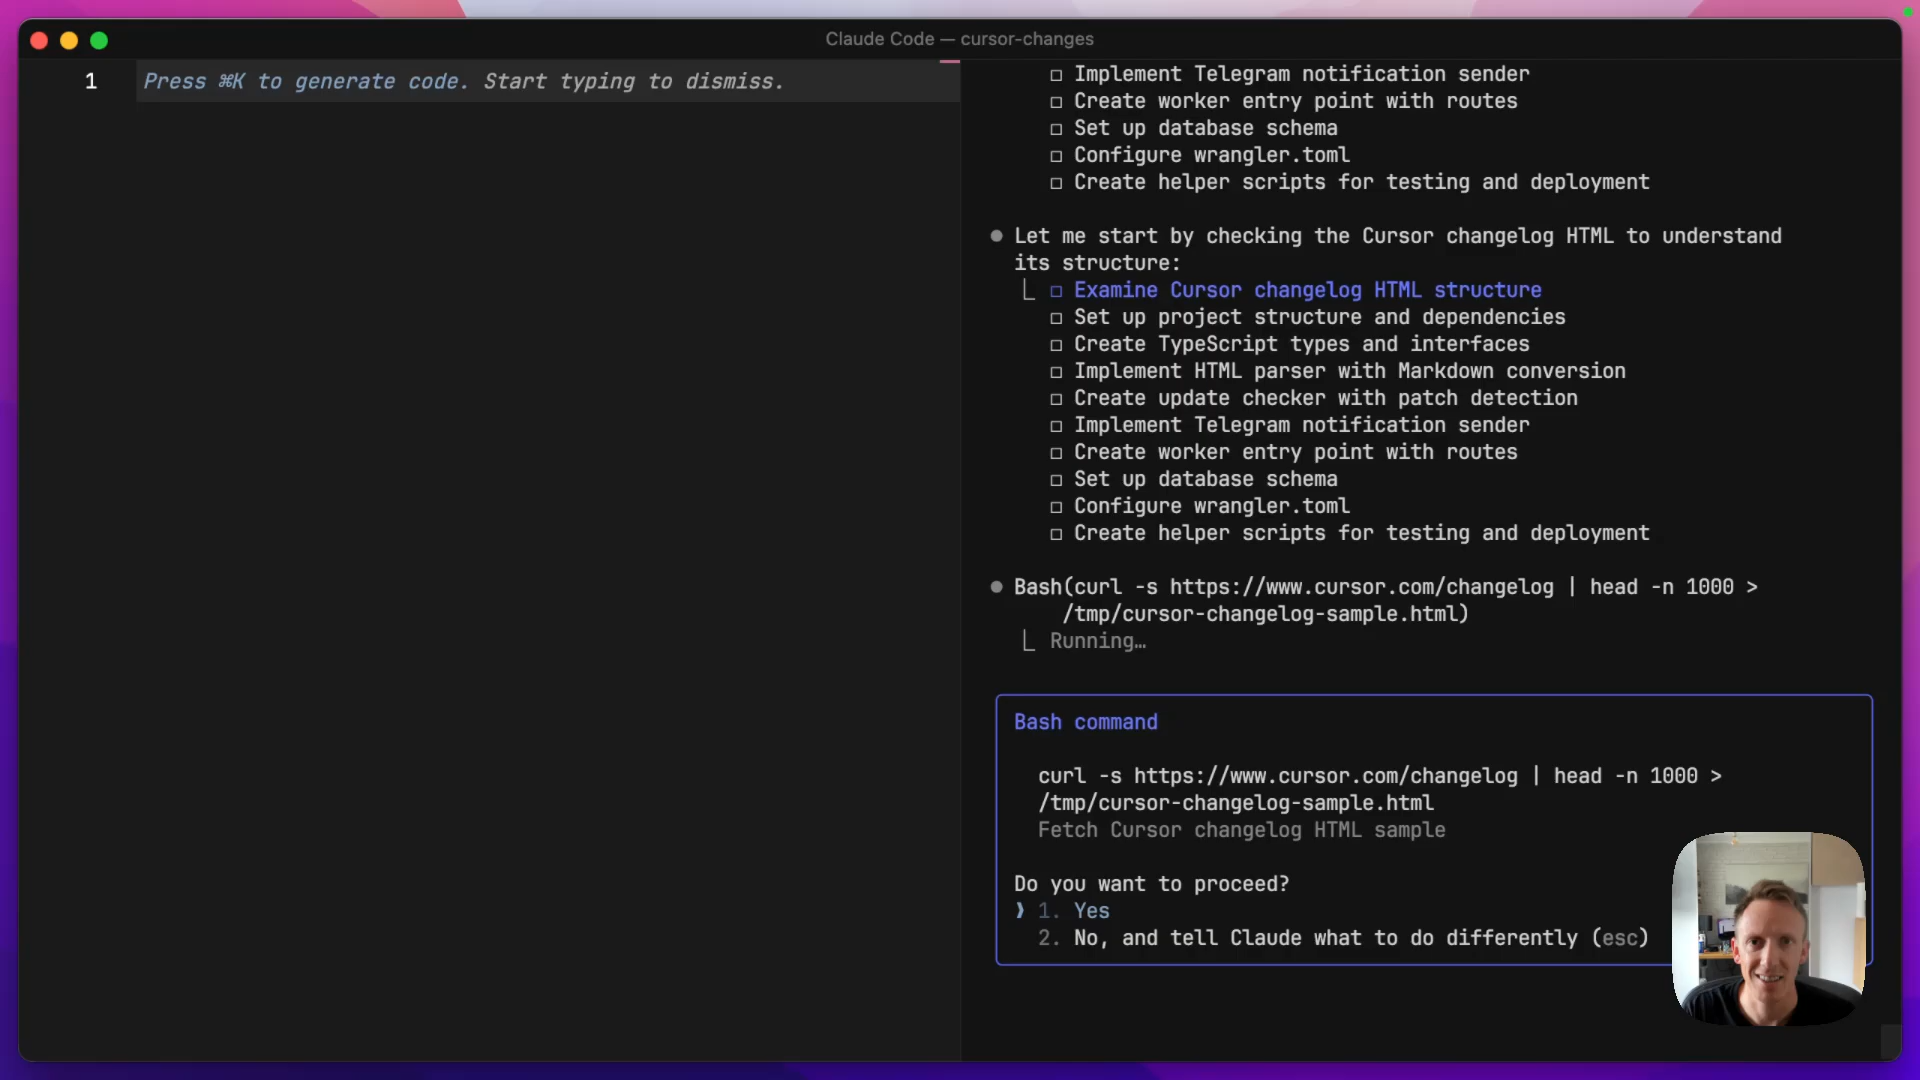 Claude Code — cursor-changes
1
Press ⌘K to generate code. Start typing to dismiss.
☐ Implement Telegram notification sender
☐ Create worker entry point with routes
☐ Set up database schema
☐ Configure wrangler.toml
☐ Create helper scripts for testing and deployment
● Let me start by checking the Cursor changelog HTML to understand
its structure:
⎿ ☐ Examine Cursor changelog HTML structure
☐ Set up project structure and dependencies
☐ Create TypeScript types and interfaces
☐ Implement HTML parser with Markdown conversion
☐ Create update checker with patch detection
☐ Implement Telegram notification sender
☐ Create worker entry point with routes
☐ Set up database schema
☐ Configure wrangler.toml
☐ Create helper scripts for testing and deployment
● Bash(curl -s https://www.cursor.com/changelog | head -n 1000 >
/tmp/cursor-changelog-sample.html)
⎿ Running…
Bash command
curl -s https://www.cursor.com/changelog | head -n 1000 >
/tmp/cursor-changelog-sample.html
Fetch Cursor changelog HTML sample
Do you want to proceed?
❯ 1. Yes
2. No, and tell Claude what to do differently (esc)